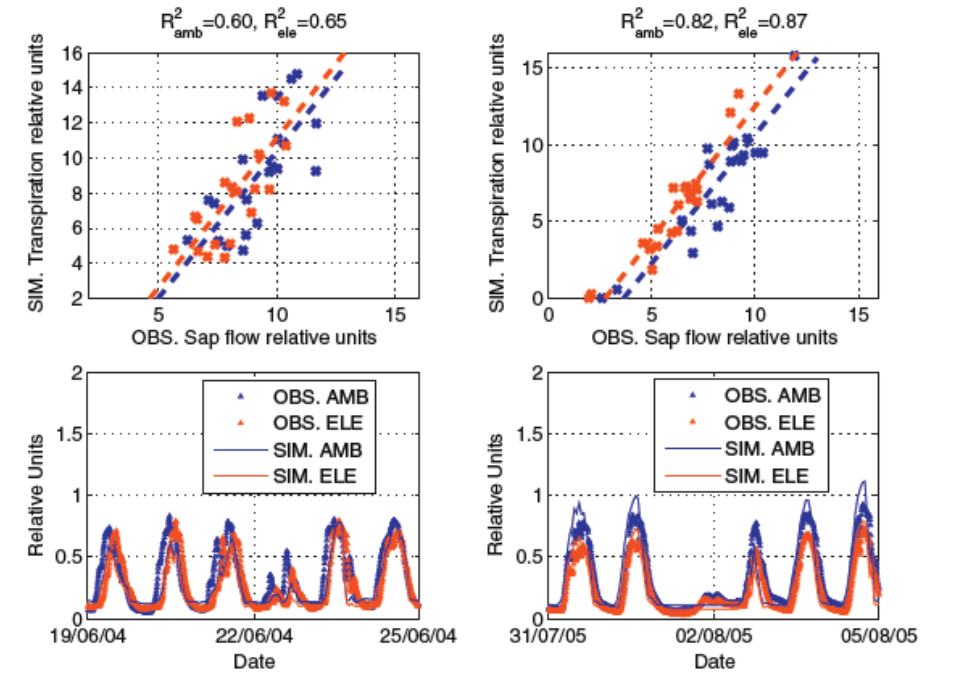 R²amb=0.60, R²ele=0.65
16
14
12
10
8
6
4
2
5
10
15
SIM. Transpiration relative units
OBS. Sap flow relative units
R²amb=0.82, R²ele=0.87
15
10
5
0
0
5
10
15
SIM. Transpiration relative units
OBS. Sap flow relative units
2
1.5
1
0.5
0
Relative Units
OBS. AMB
OBS. ELE
SIM. AMB
SIM. ELE
19/06/04
22/06/04
25/06/04
Date
2
1.5
1
0.5
0
Relative Units
OBS. AMB
OBS. ELE
SIM. AMB
SIM. ELE
31/07/05
02/08/05
05/08/05
Date